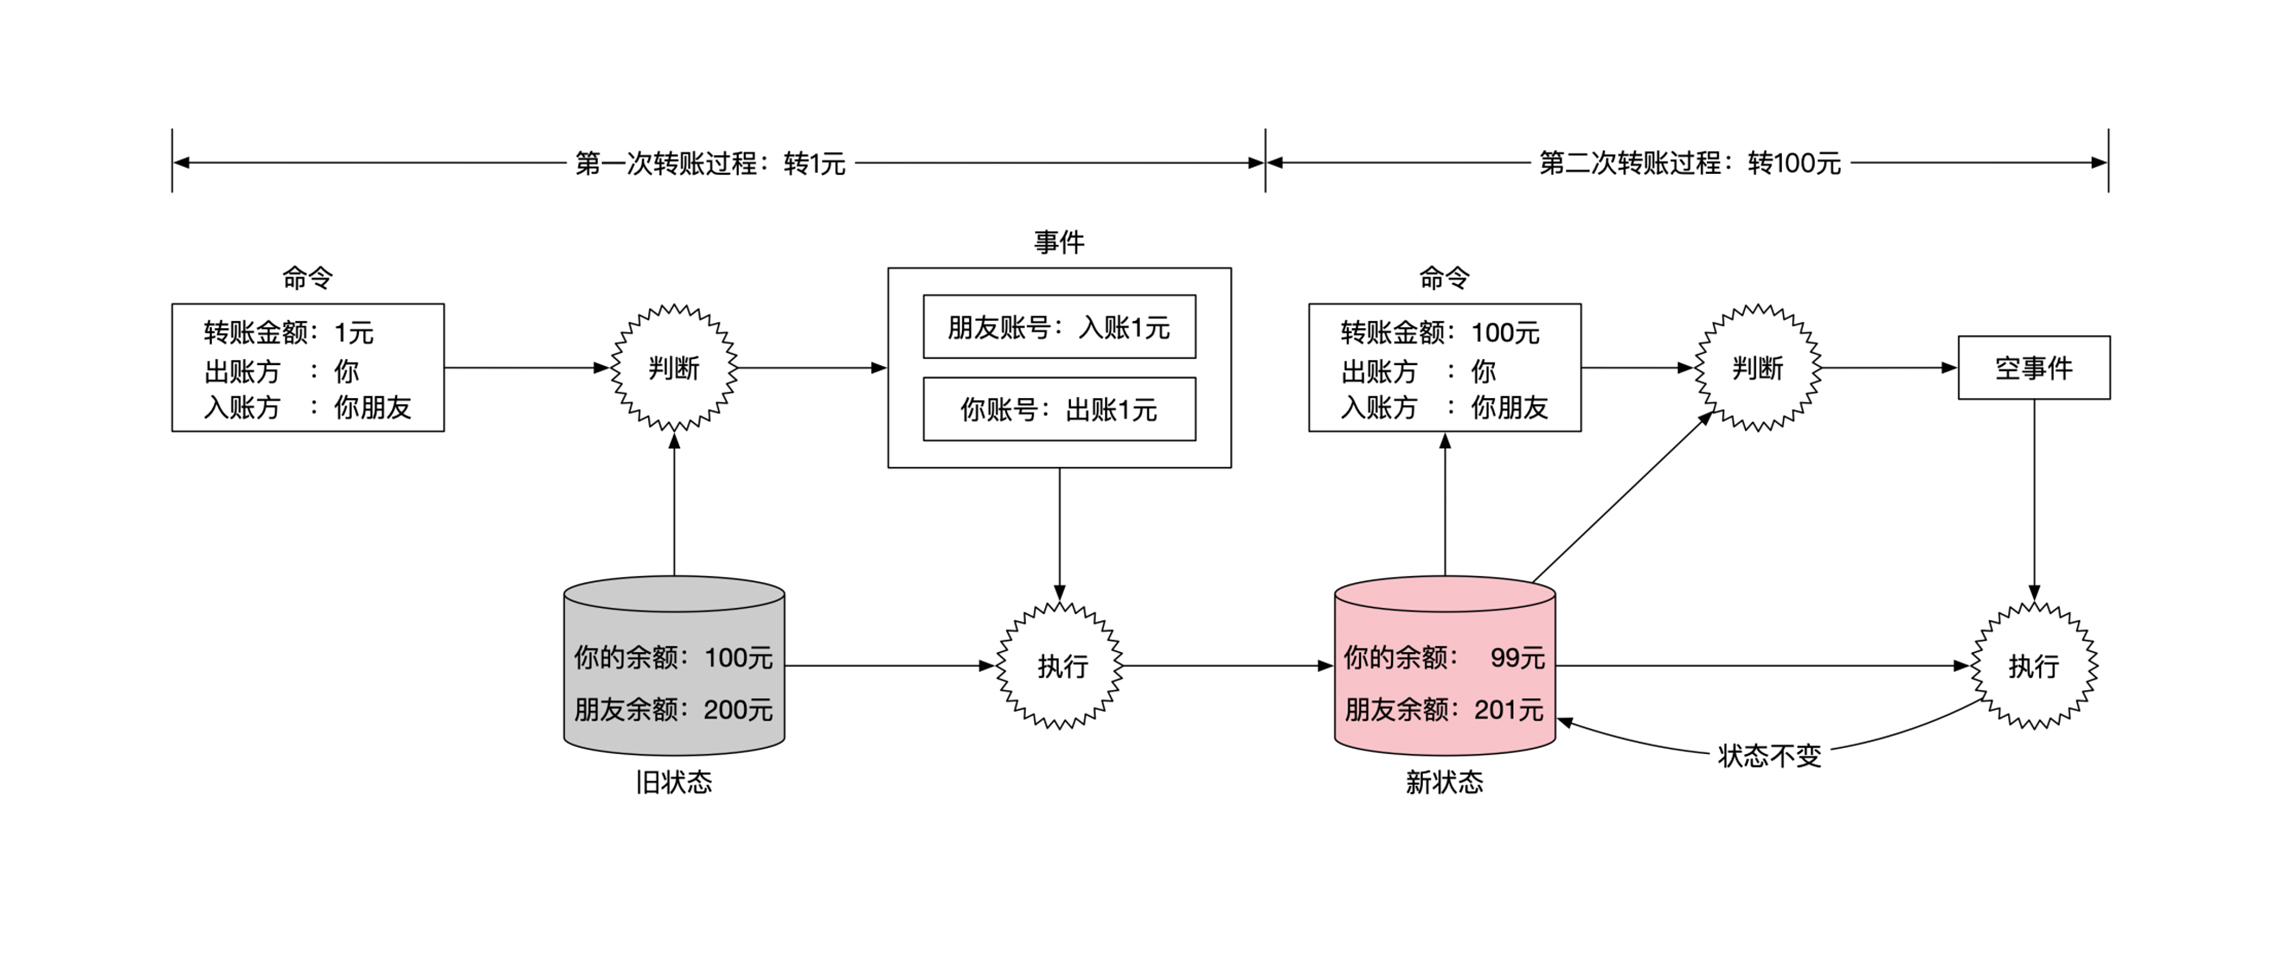 第一次转账过程：转1元
第二次转账过程：转100元
事件
命令
命令
转账金额：1元
出账方 ：你
入账方 ：你朋友
判断
朋友账号：入账1元
你账号：出账1元
转账金额：100元
出账方 ：你
入账方 ：你朋友
判断
空事件
你的余额：100元
朋友余额：200元
旧状态
执行
你的余额： 99元
朋友余额：201元
新状态
执行
状态不变